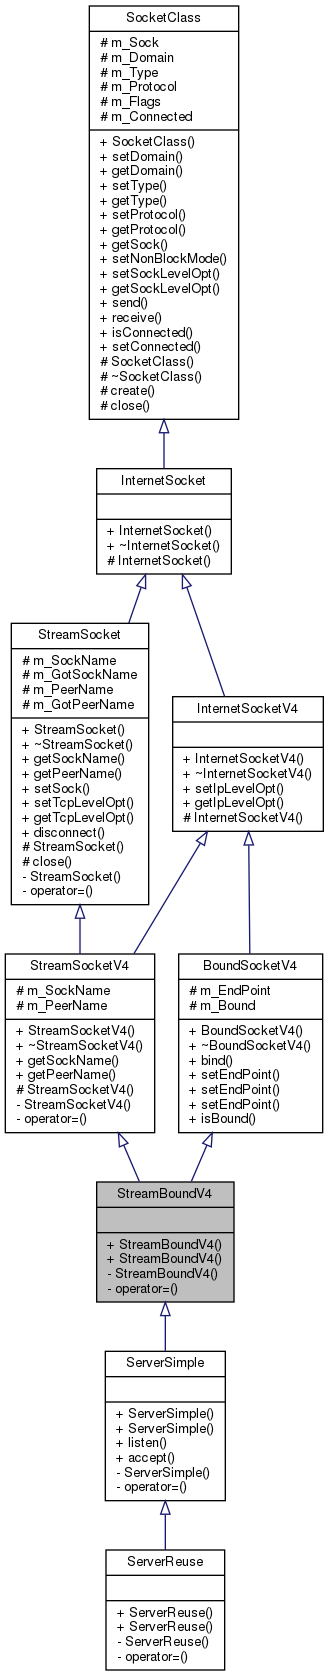 SocketClass
# m_Sock
# m_Domain
# m_Type
# m_Protocol
# m_Flags
# m_Connected
+ SocketClass()
+ setDomain()
+ getDomain()
+ setType()
+ getType()
+ setProtocol()
+ getProtocol()
+ getSock()
+ setNonBlockMode()
+ setSockLevelOpt()
+ getSockLevelOpt()
+ send()
+ receive()
+ isConnected()
+ setConnected()
# SocketClass()
# ~SocketClass()
# create()
# close()
InternetSocket
+ InternetSocket()
+ ~InternetSocket()
# InternetSocket()
StreamSocket
# m_SockName
# m_GotSockName
# m_PeerName
# m_GotPeerName
+ StreamSocket()
+ ~StreamSocket()
+ getSockName()
+ getPeerName()
+ setSock()
+ setTcpLevelOpt()
+ getTcpLevelOpt()
+ disconnect()
# StreamSocket()
# close()
- StreamSocket()
- operator=()
InternetSocketV4
+ InternetSocketV4()
+ ~InternetSocketV4()
+ setIpLevelOpt()
+ getIpLevelOpt()
# InternetSocketV4()
StreamSocketV4
# m_SockName
# m_PeerName
+ StreamSocketV4()
+ ~StreamSocketV4()
+ getSockName()
+ getPeerName()
# StreamSocketV4()
- StreamSocketV4()
- operator=()
BoundSocketV4
# m_EndPoint
# m_Bound
+ BoundSocketV4()
+ ~BoundSocketV4()
+ bind()
+ setEndPoint()
+ setEndPoint()
+ setEndPoint()
+ isBound()
StreamBoundV4
+ StreamBoundV4()
+ StreamBoundV4()
- StreamBoundV4()
- operator=()
ServerSimple
+ ServerSimple()
+ ServerSimple()
+ listen()
+ accept()
- ServerSimple()
- operator=()
ServerReuse
+ ServerReuse()
+ ServerReuse()
- ServerReuse()
- operator=()